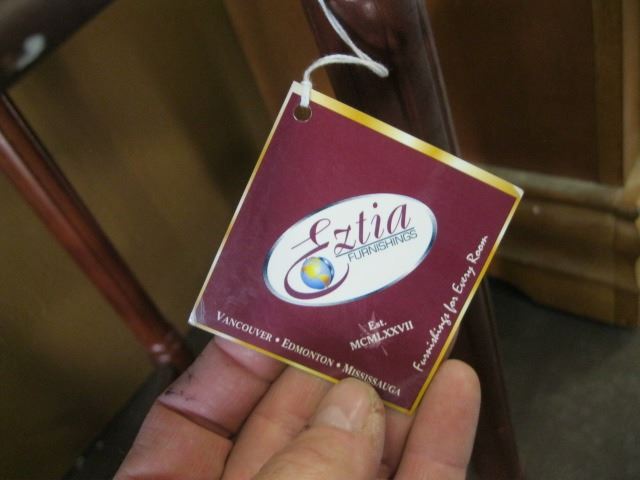 Eztia
FURNISHINGS
Furnishings for Every Room
Est.
MCMLXXVII
VANCOUVER • EDMONTON • MISSISSAUGA